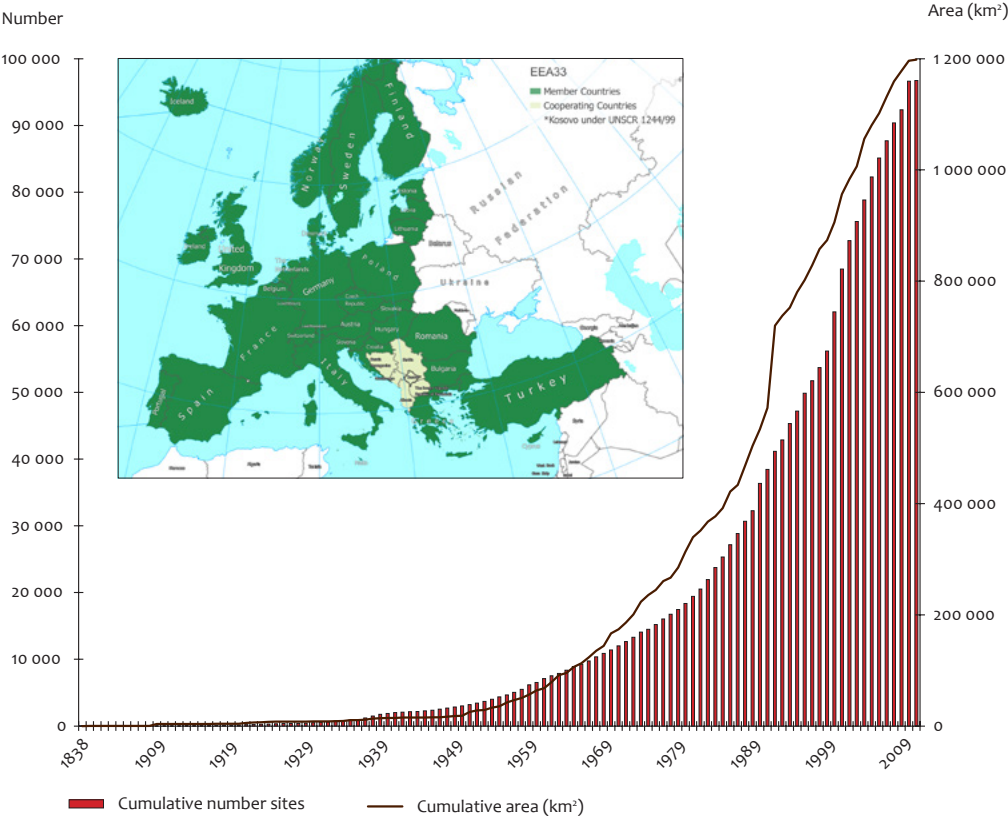 Number
Area (km²)
100 000
90 000
80 000
70 000
60 000
50 000
40 000
30 000
20 000
10 000
0
1 200 000
1 000 000
800 000
600 000
400 000
200 000
0
EEA33
Member Countries
Cooperating Countries
*Kosovo under UNSCR 1244/99
Iceland
Finland
Norway
Sweden
Russian
Federation
Lithuania
Belarus
Ireland
United
Kingdom
Netherlands
Poland
Germany
Belgium
Ukraine
Czech
Republic
Slovakia
France
Austria
Switzerland
Hungary
Slovenia
Croatia
Romania
Bulgaria
Italy
Portugal
Spain
Turkey
Georgia
Cyprus
Syria
Morocco
Algeria
Tunisia
1838
1909
1919
1929
1939
1949
1959
1969
1979
1989
1999
2009
Cumulative number sites
Cumulative area (km²)